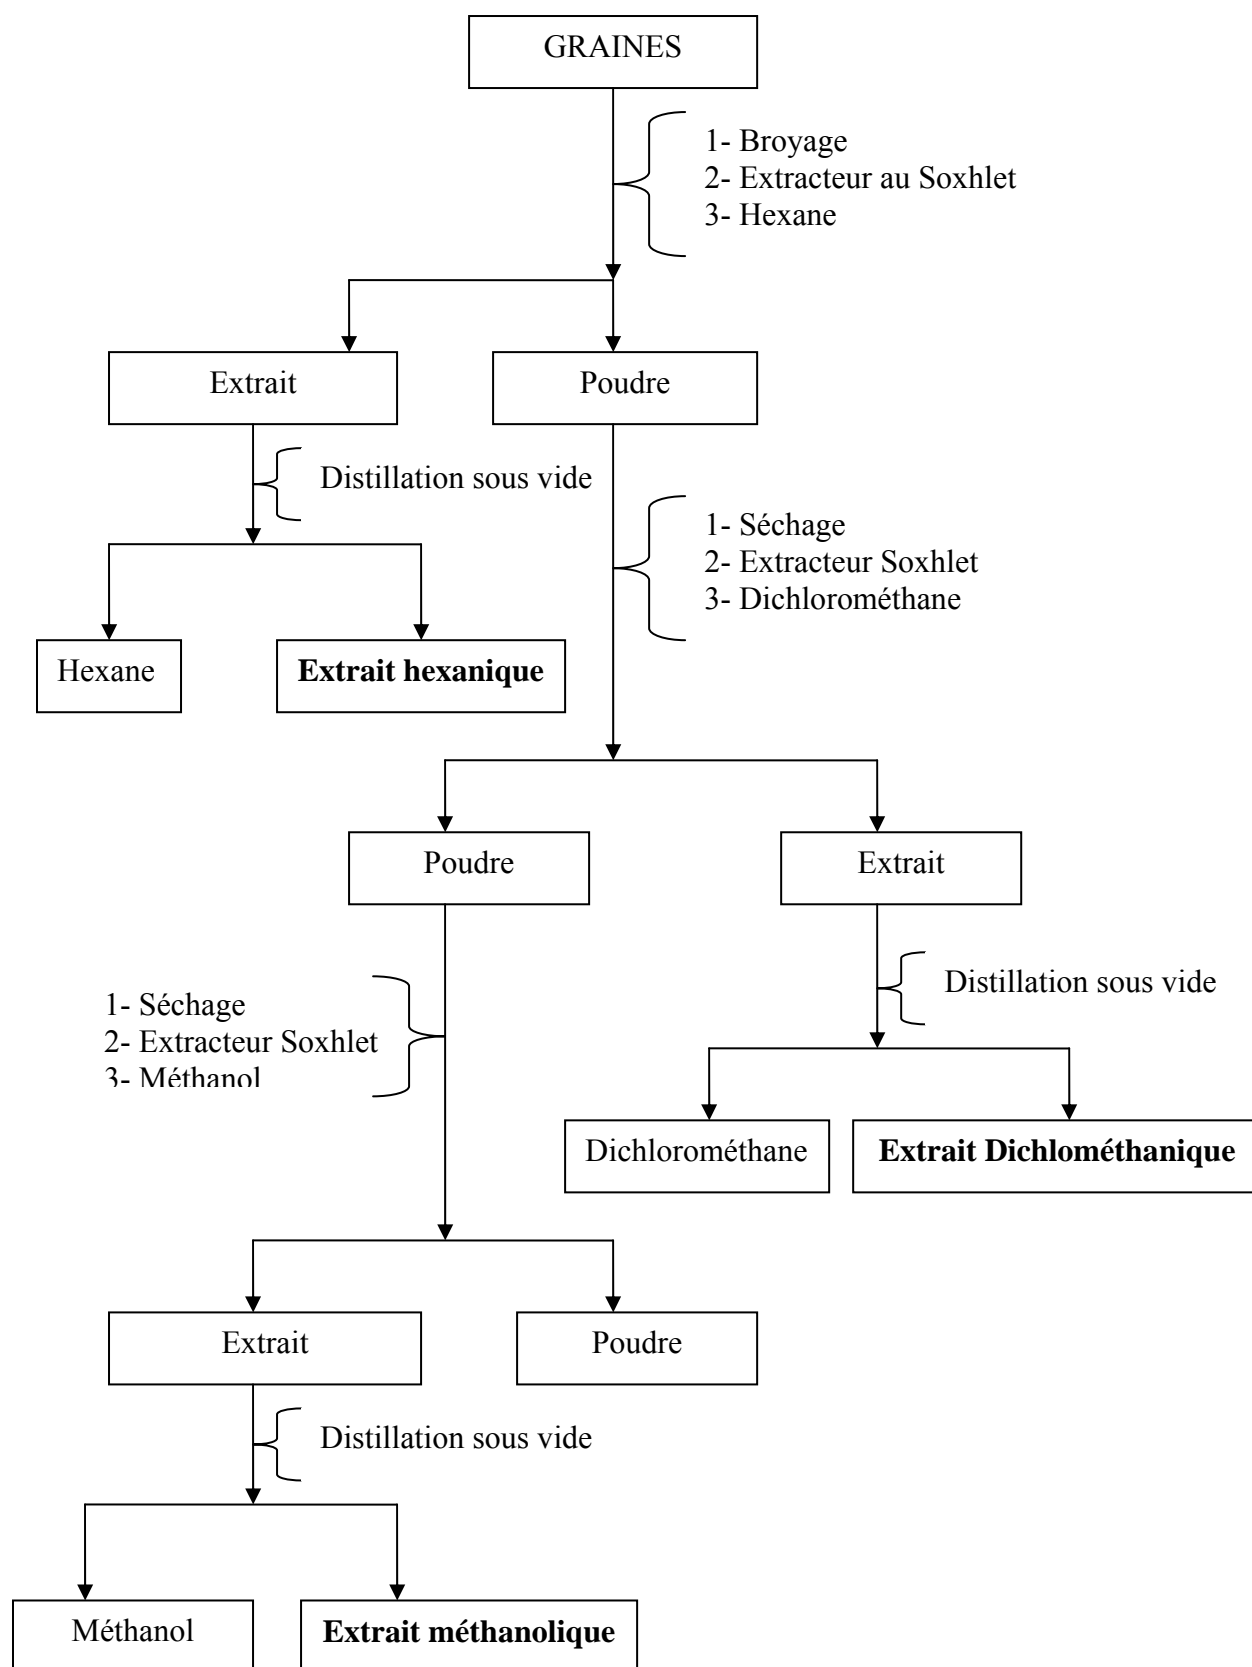 GRAINES
1- Broyage
2- Extracteur au Soxhlet
3- Hexane
Extrait
Poudre
Distillation sous vide
1- Séchage
2- Extracteur Soxhlet
3- Dichlorométhane
Hexane
Extrait hexanique
Poudre
Extrait
Distillation sous vide
1- Séchage
2- Extracteur Soxhlet
3- Méthanol
Dichlorométhane
Extrait Dichlométhanique
Extrait
Poudre
Distillation sous vide
Méthanol
Extrait méthanolique